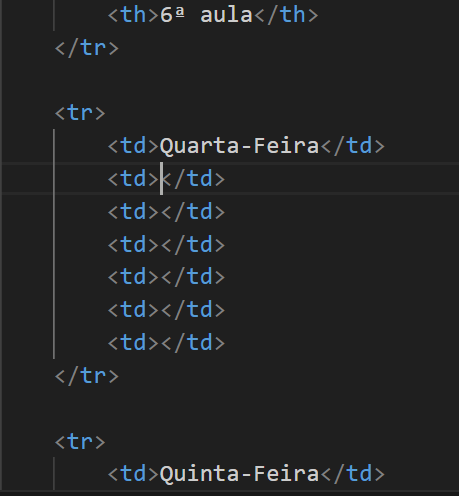 <th>6ª aula</th>
</tr>
<tr>
<td>Quarta-Feira</td>
<td></td>
<td></td>
<td></td>
<td></td>
<td></td>
<td></td>
</tr>
<tr>
<td>Quinta-Feira</td>